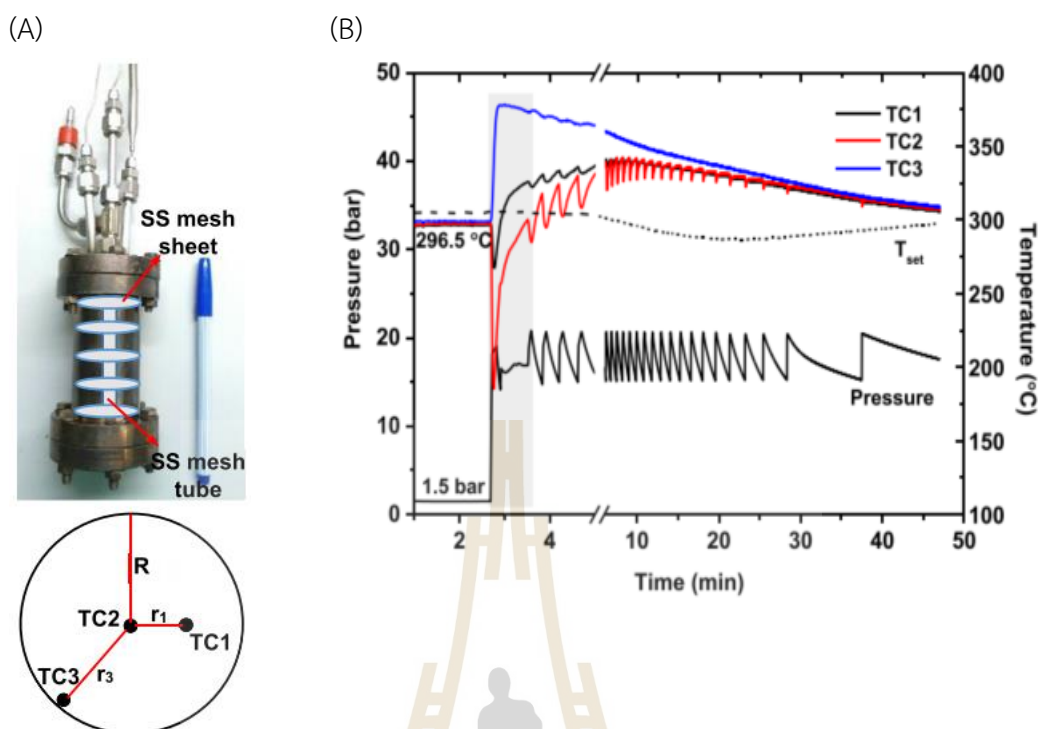 (A)
(B)
SS mesh
sheet
SS mesh
tube
R
TC2
r₁
TC1
TC3
r₃
50
40
30
20
10
0
Pressure (bar)
400
350
300
250
200
150
100
Temperature (°C)
TC1
TC2
TC3
296.5 °C
Tset
Pressure
1.5 bar
2
4
10
20
30
40
50
Time (min)